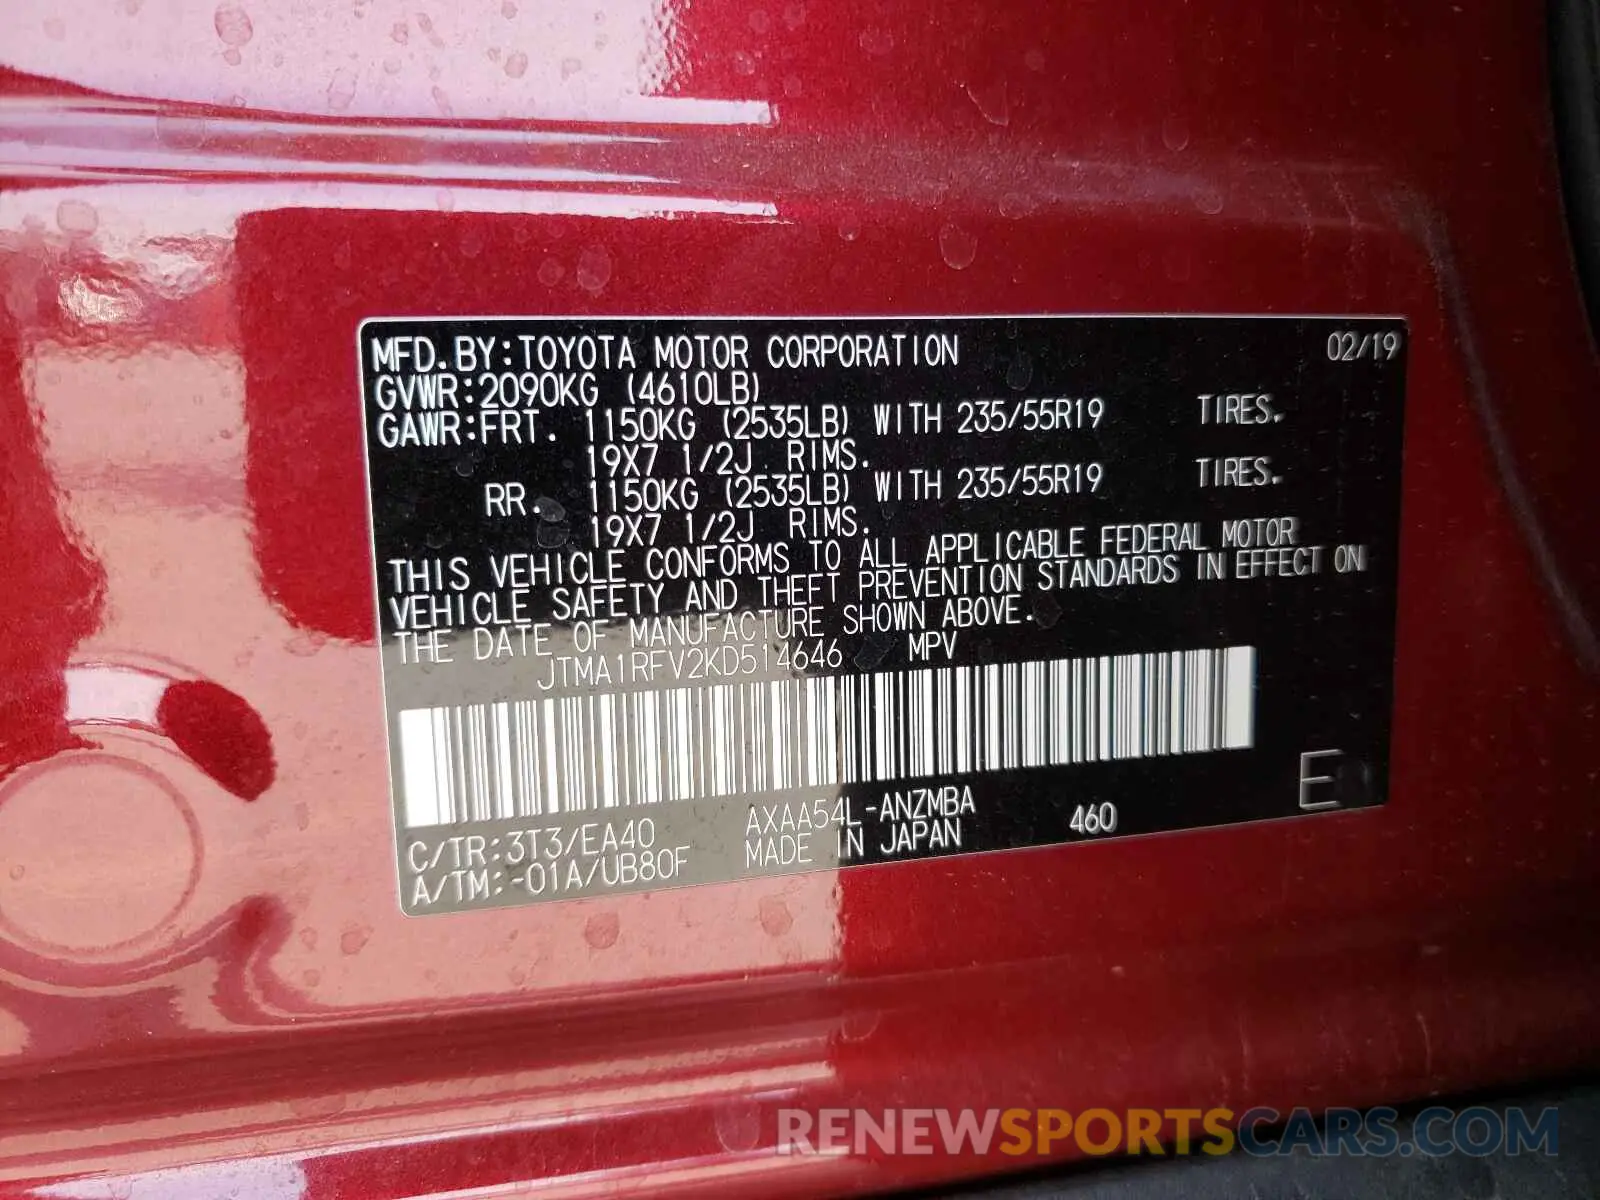 MFD.BY:TOYOTA MOTOR CORPORATION 02/19
GVWR:2090KG (4610LB)
GAWR:FRT. 1150KG (2535LB) WITH 235/55R19 TIRES.
19X7 1/2J RIMS.
RR. 1150KG (2535LB) WITH 235/55R19 TIRES.
19X7 1/2J RIMS.
THIS VEHICLE CONFORMS TO ALL APPLICABLE FEDERAL MOTOR
VEHICLE SAFETY AND THEFT PREVENTION STANDARDS IN EFFECT ON
THE DATE OF MANUFACTURE SHOWN ABOVE.
JTMA1RFV2KD514646 MPV
E
C/TR:3T3/EA40 AXAA54L-ANZMBA 460
A/TM:-01A/UB80F MADE IN JAPAN
RENEWSPORTSCARS.COM